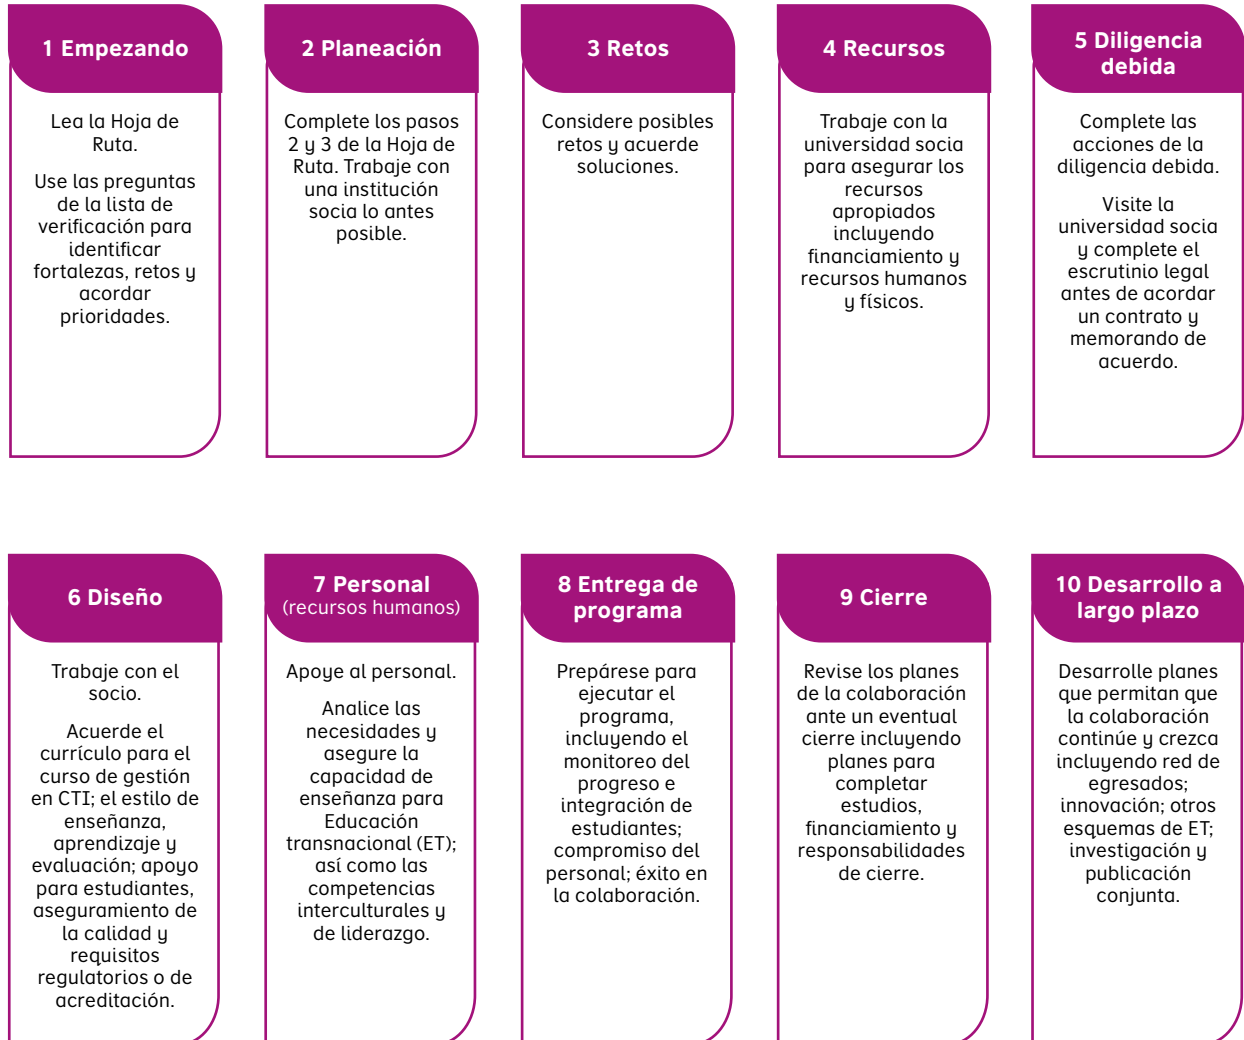 1 Empezando
Lea la Hoja de
Ruta.
Use las preguntas
de la lista de
verificación para
identificar
fortalezas, retos y
acordar
prioridades.
2 Planeación
Complete los pasos
2 y 3 de la Hoja de
Ruta. Trabaje con
una institución
socia lo antes
posible.
3 Retos
Considere posibles
retos y acuerde
soluciones.
4 Recursos
Trabaje con la
universidad socia
para asegurar los
recursos
apropiados
incluyendo
financiamiento y
recursos humanos
y físicos.
5 Diligencia
debida
Complete las
acciones de la
diligencia debida.
Visite la
universidad socia
y complete el
escrutinio legal
antes de acordar
un contrato y
memorando de
acuerdo.
6 Diseño
Trabaje con el
socio.
Acuerde el
currículo para el
curso de gestión
en CTI; el estilo de
enseñanza,
aprendizaje y
evaluación; apoyo
para estudiantes,
aseguramiento de
la calidad y
requisitos
regulatorios o de
acreditación.
7 Personal
(recursos humanos)
Apoye al personal.
Analice las
necesidades y
asegure la
capacidad de
enseñanza para
Educación
transnacional (ET);
así como las
competencias
interculturales y
de liderazgo.
8 Entrega de
programa
Prepárese para
ejecutar el
programa,
incluyendo el
monitoreo del
progreso e
integración de
estudiantes;
compromiso del
personal; éxito en
la colaboración.
9 Cierre
Revise los planes
de la colaboración
ante un eventual
cierre incluyendo
planes para
completar
estudios,
financiamiento y
responsabilidades
de cierre.
10 Desarrollo a
largo plazo
Desarrolle planes
que permitan que
la colaboración
continúe y crezca
incluyendo red de
egresados;
innovación; otros
esquemas de ET;
investigación y
publicación
conjunta.